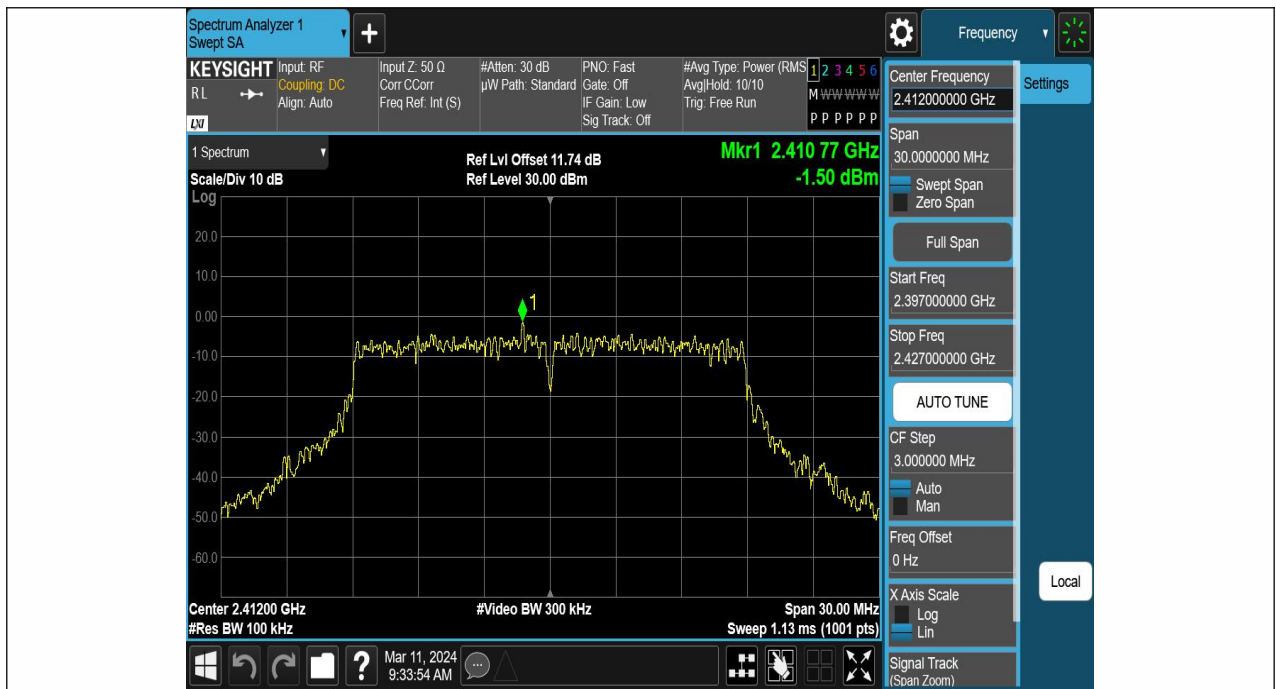 Spectrum Analyzer 1
Swept SA
+
Frequency
KEYSIGHT
RL
LXI
Input: RF
Coupling: DC
Align: Auto
Input Z: 50 Ω
Corr CCorr
Freq Ref: Int (S)
#Atten: 30 dB
µW Path: Standard
PNO: Fast
Gate: Off
IF Gain: Low
Sig Track: Off
#Avg Type: Power (RMS
Avg|Hold: 10/10
Trig: Free Run
1 2 3 4 5 6
M W W W W W
P P P P P P
1 Spectrum
Scale/Div 10 dB
Log
Ref Lvl Offset 11.74 dB
Ref Level 30.00 dBm
Mkr1 2.410 77 GHz
-1.50 dBm
20.0
10.0
0.00
-10.0
-20.0
-30.0
-40.0
-50.0
-60.0
1
Center 2.41200 GHz
#Res BW 100 kHz
#Video BW 300 kHz
Span 30.00 MHz
Sweep 1.13 ms (1001 pts)
Center Frequency
2.412000000 GHz
Span
30.0000000 MHz
Swept Span
Zero Span
Full Span
Start Freq
2.397000000 GHz
Stop Freq
2.427000000 GHz
AUTO TUNE
CF Step
3.000000 MHz
Auto
Man
Freq Offset
0 Hz
X Axis Scale
Log
Lin
Signal Track
(Span Zoom)
Settings
Local
?
Mar 11, 2024
9:33:54 AM